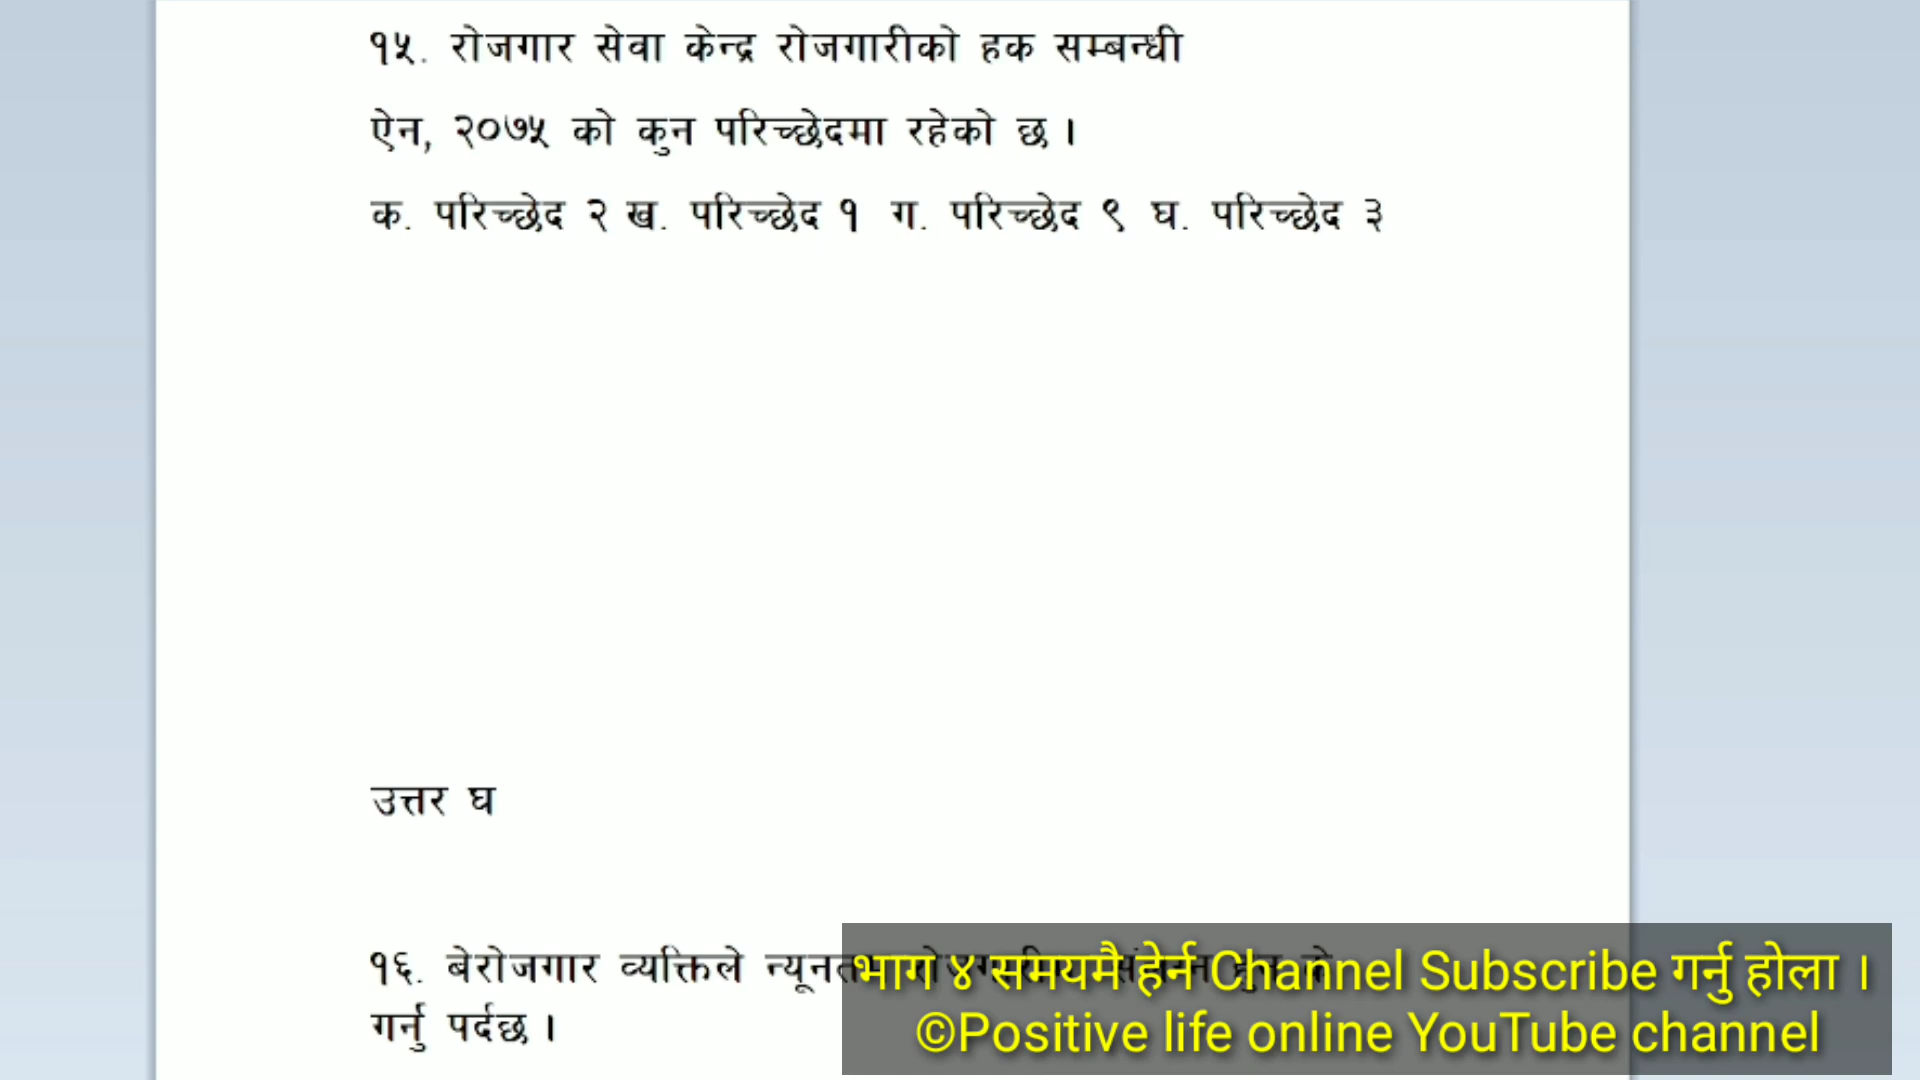 १५. रोजगार सेवा केन्द्र रोजगारीको हक सम्बन्धी
ऐन, २०७५ को कुन परिच्छेदमा रहेको छ ।
क. परिच्छेद २ ख. परिच्छेद १ ग. परिच्छेद ९ घ. परिच्छेद ३
उत्तर घ
१६. बेरोजगार व्यक्तिले
गर्नु पर्दछ ।
भाग ४ समयमै हेर्न Channel Subscribe गर्नु होला ।
©Positive life online YouTube channel